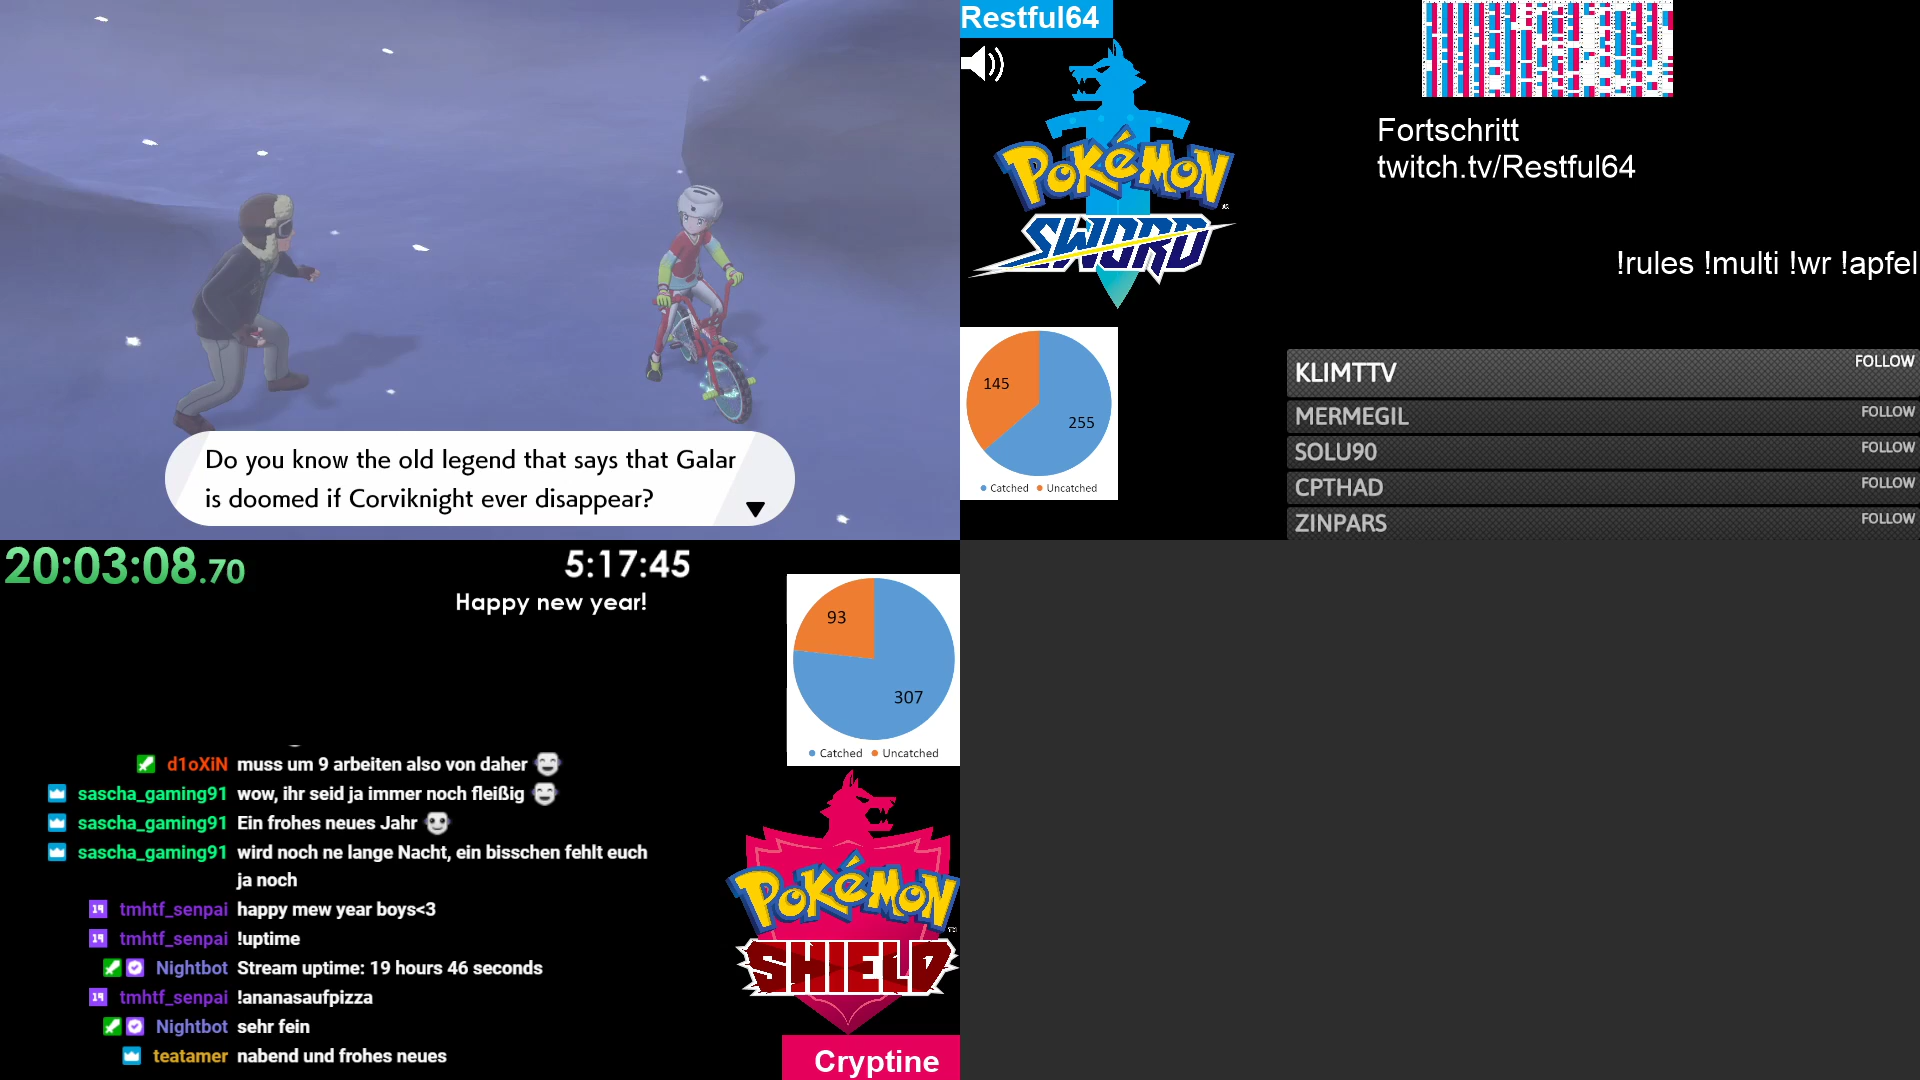 Do you know the old legend that says that Galar
is doomed if Corviknight ever disappear?
Restful64
POKéMON
SWORD
Fortschritt
twitch.tv/Restful64
!rules !multi !wr !apfel
145
255
Catched Uncatched
KLIMTTV FOLLOW
MERMEGIL FOLLOW
SOLU90 FOLLOW
CPTHAD FOLLOW
ZINPARS FOLLOW
20:03:08.70
5:17:45
Happy new year!
93
307
Catched Uncatched
d1oXiN muss um 9 arbeiten also von daher
sascha_gaming91 wow, ihr seid ja immer noch fleißig
sascha_gaming91 Ein frohes neues Jahr
sascha_gaming91 wird noch ne lange Nacht, ein bisschen fehlt euch
ja noch
19 tmhtf_senpai happy mew year boys<3
19 tmhtf_senpai !uptime
Nightbot Stream uptime: 19 hours 46 seconds
19 tmhtf_senpai !ananasaufpizza
Nightbot sehr fein
teatamer nabend und frohes neues
POKéMON
SHIELD
Cryptine